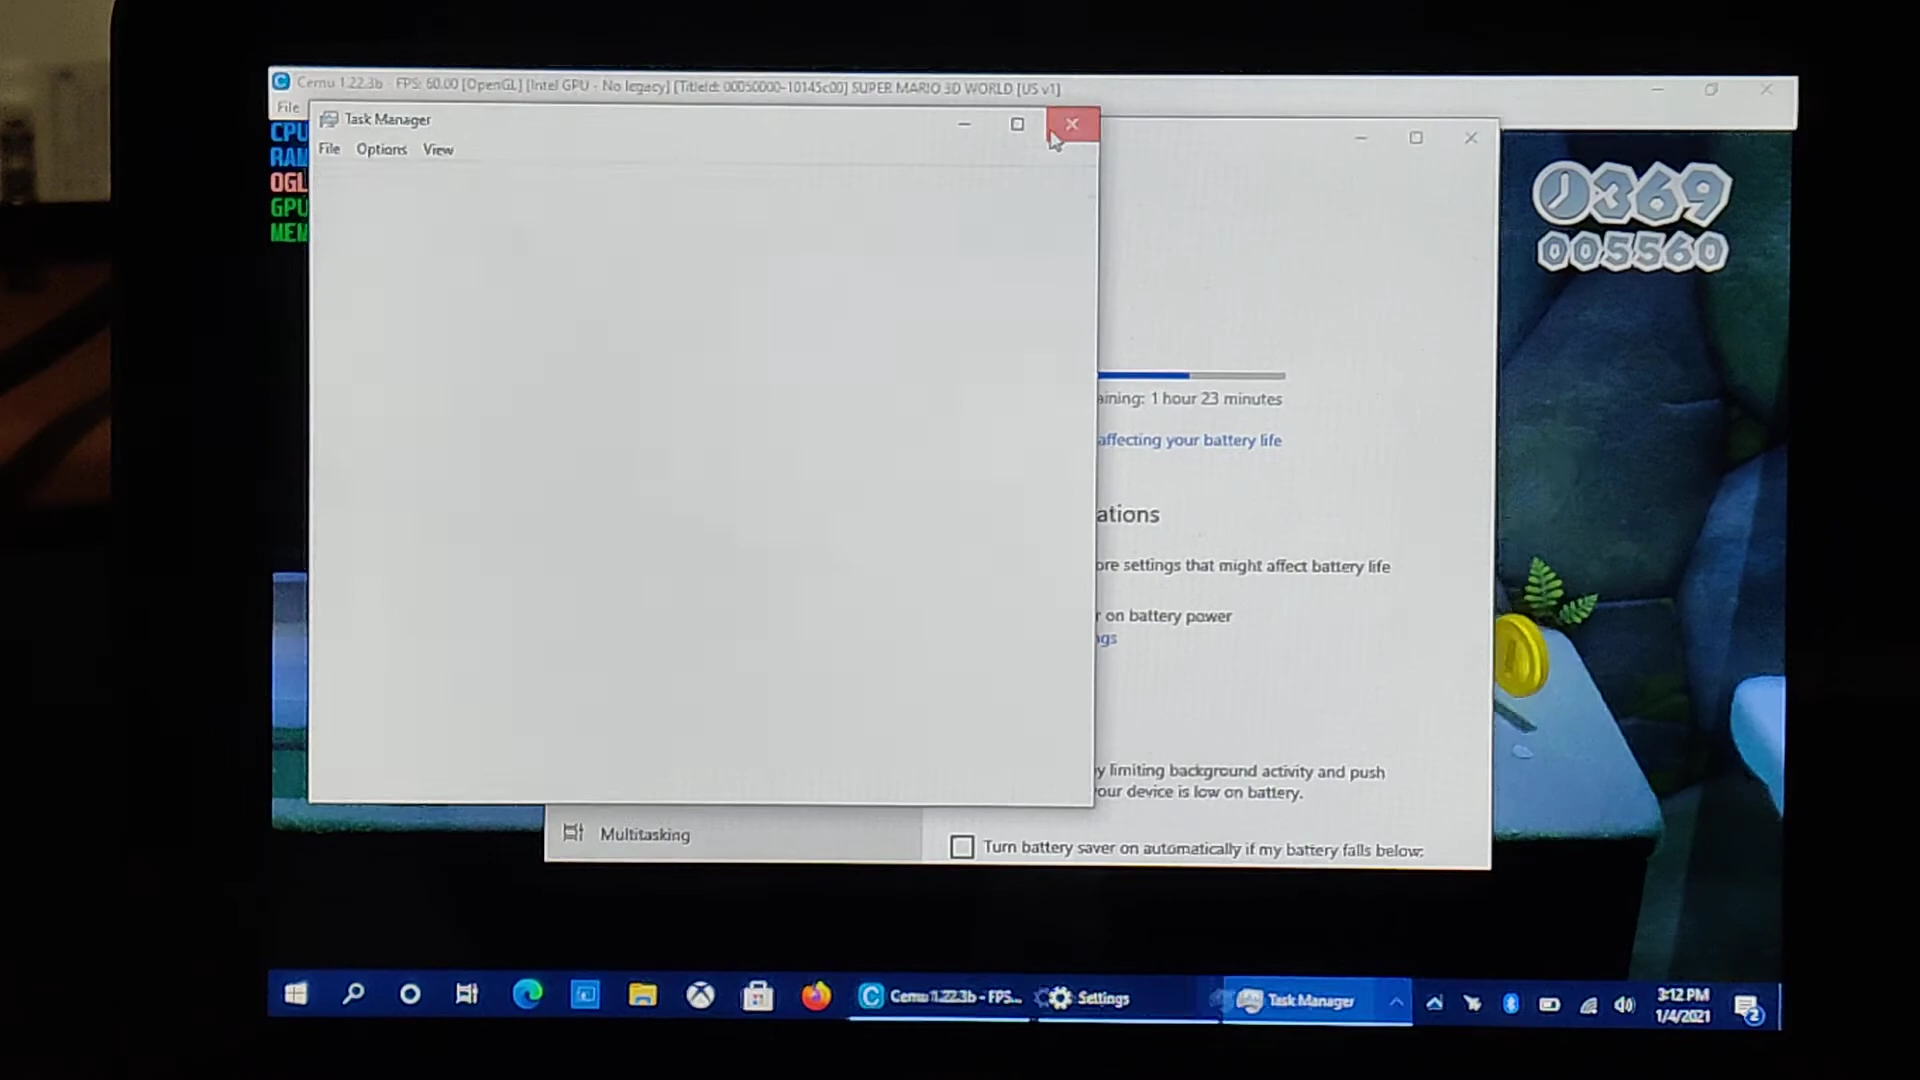 Cemu 1.22.3b - FPS: 60.00 [OpenGL] [Intel GPU - No legacy] [TitleId: 00050000-10145c00] SUPER MARIO 3D WORLD [US v1]
File
Task Manager
File Options View
CPU
RAM
OGL
GPU
MEM
369
005560
aining: 1 hour 23 minutes
affecting your battery life
ations
ore settings that might affect battery life
r on battery power
ngs
y limiting background activity and push
our device is low on battery.
Multitasking
Turn battery saver on automatically if my battery falls below:
Cemu 1.22.3b - FPS...
Settings
Task Manager
3:12 PM
1/4/2021
2